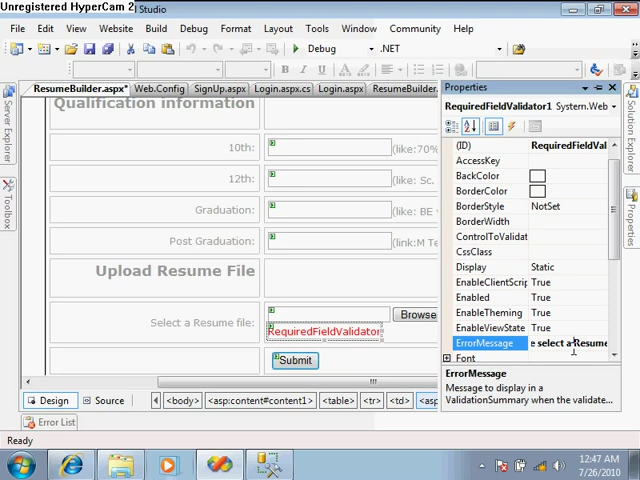 Unregistered HyperCam 2
Studio
File Edit View Website Build Debug Format Layout Tools Window Community Help
Debug .NET
ResumeBuilder.aspx* Web.Config SignUp.aspx Login.aspx.cs Login.aspx ResumeBuilder.
Server Explorer
Toolbox
Qualification information
10th: (like:70%
12th: (like: Sc.
Graduation: (like: BE
Post Graduation: (link:M Te
Upload Resume File
Select a Resume file: Browse
RequiredFieldValidator
Submit
Properties
RequiredFieldValidator1 System.Web.
(ID) RequiredFieldVal
AccessKey
BackColor
BorderColor
BorderStyle NotSet
BorderWidth
ControlToValidat
CssClass
Display Static
EnableClientScrip True
Enabled True
EnableTheming True
EnableViewState True
ErrorMessage e select a Resume
Font
ErrorMessage
Message to display in a
ValidationSummary when the validate...
Solution Explorer
Properties
Design Split Source <body> <asp:content#content1> <table> <tr> <td> <asp
Error List
Ready
12:47 AM
7/26/2010